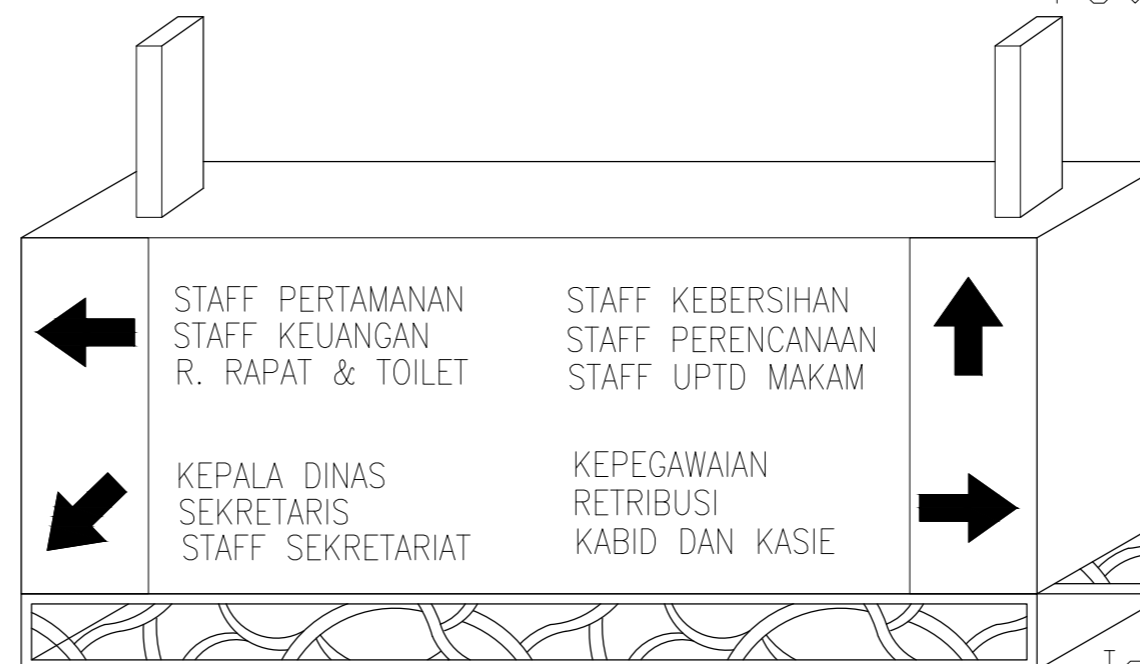 STAFF PERTAMANAN
STAFF KEUANGAN
R. RAPAT & TOILET
KEPALA DINAS
SEKRETARIS
STAFF SEKRETARIAT
STAFF KEBERSIHAN
STAFF PERENCANAAN
STAFF UPTD MAKAM
KEPEGAWAIAN
RETRIBUSI
KABID DAN KASIE